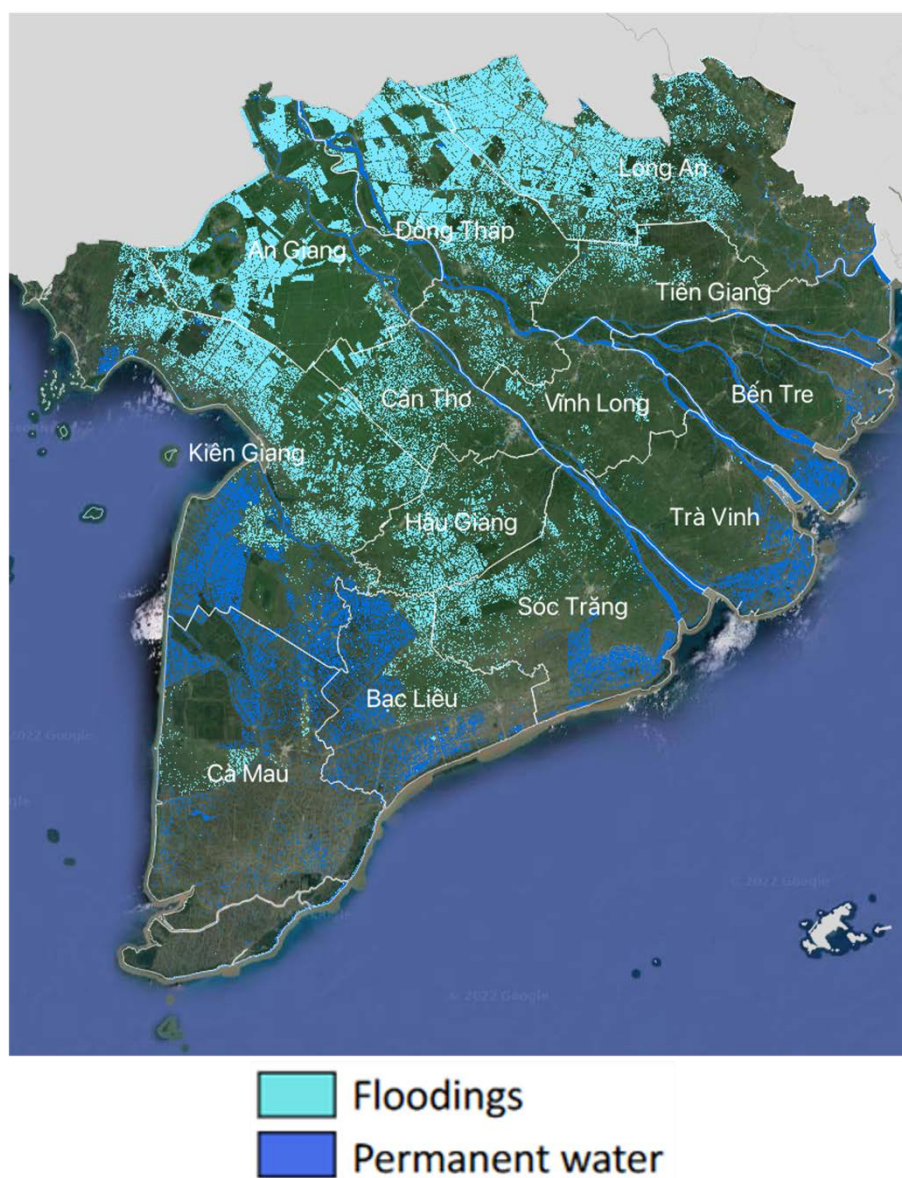 Long An
Đồng Tháp
An Giang
Tiền Giang
Cần Thơ
Vĩnh Long
Bến Tre
Kiên Giang
Hậu Giang
Trà Vinh
Sóc Trăng
Bạc Liêu
Cà Mau
2022 Google
© 2022 Google
© 2022 Google
Floodings
Permanent water